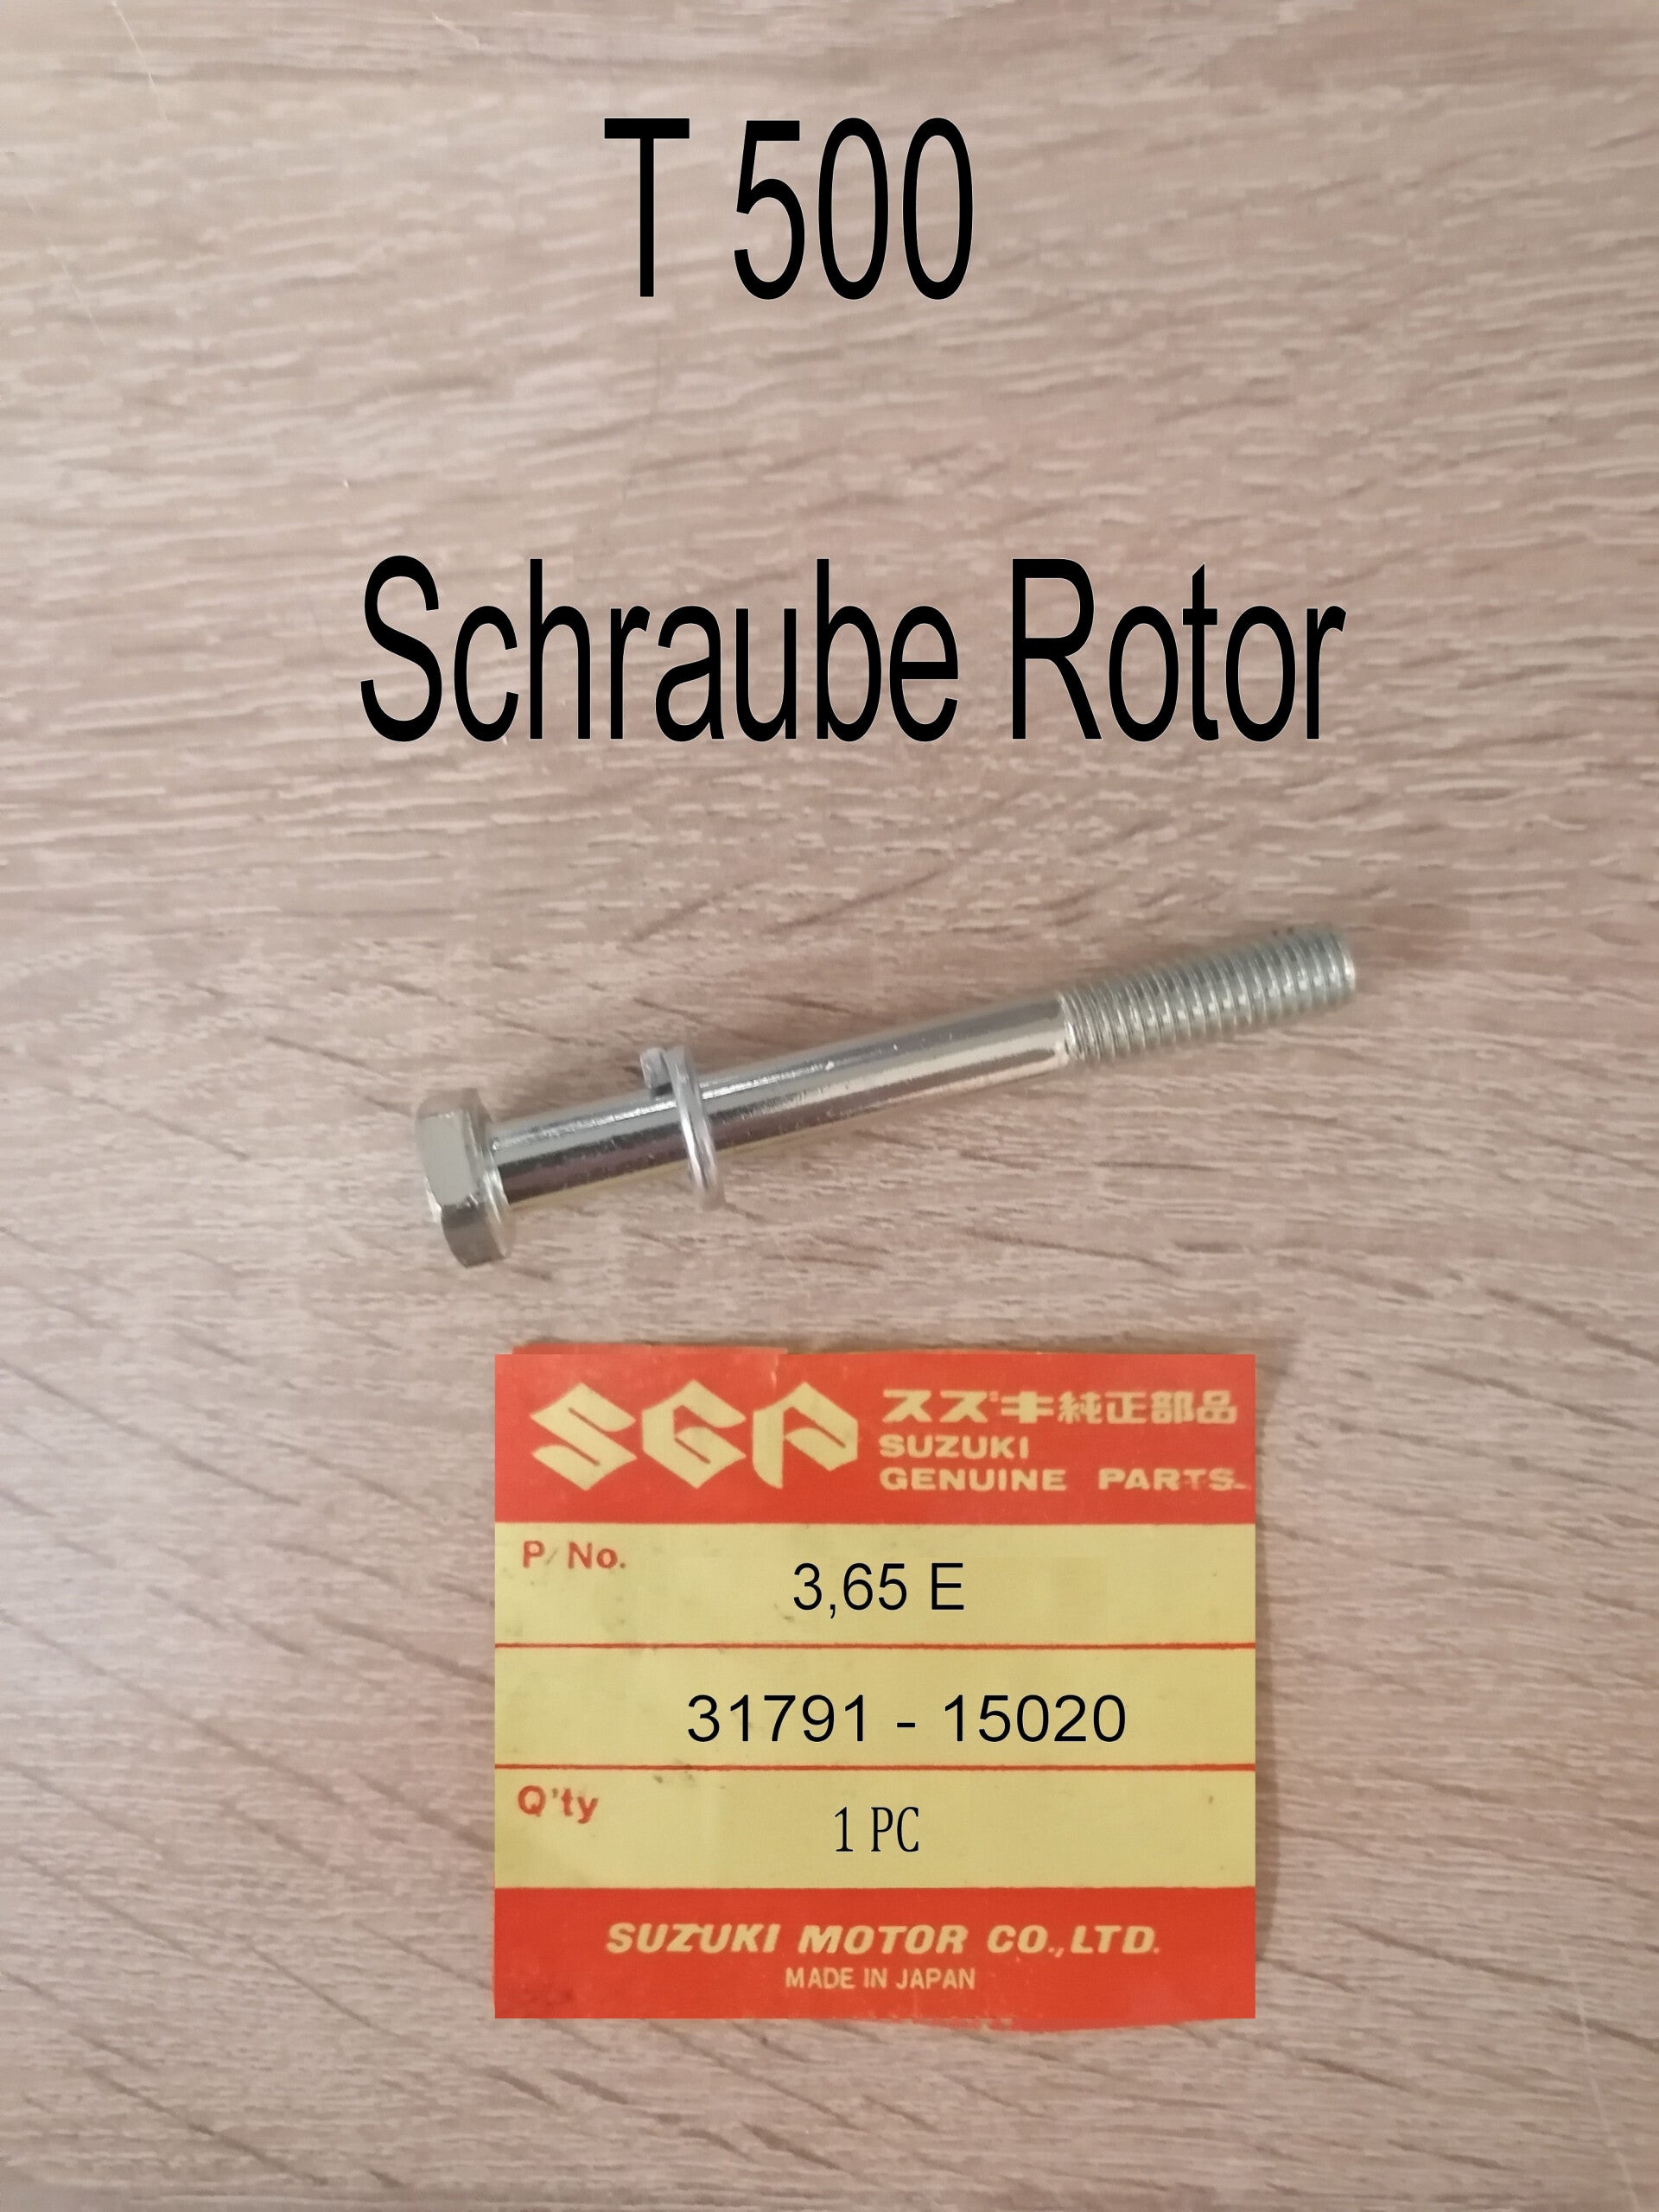 T 500
Schraube Rotor
SGP
スズキ純正部品
SUZUKI
GENUINE PARTS
P/No.
3,65 E
31791 - 15020
Q'ty
1 PC
SUZUKI MOTOR CO.,LTD.
MADE IN JAPAN